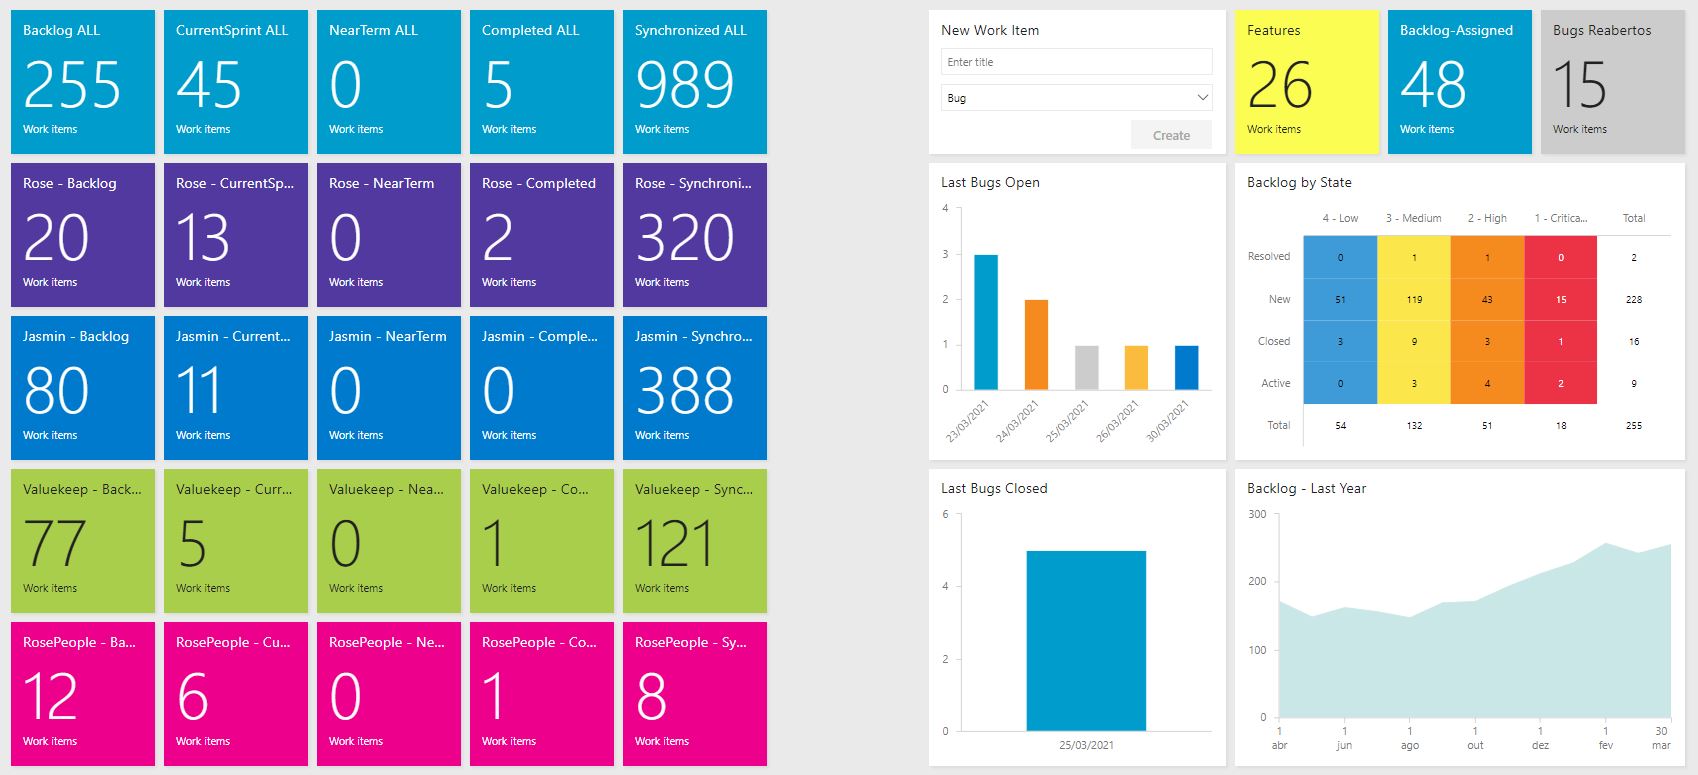 Backlog ALL
255
Work items
CurrentSprint ALL
45
Work items
NearTerm ALL
0
Work items
Completed ALL
5
Work items
Synchronized ALL
989
Work items
Rose - Backlog
20
Work items
Rose - CurrentSp...
13
Work items
Rose - NearTerm
0
Work items
Rose - Completed
2
Work items
Rose - Synchroni...
320
Work items
Jasmin - Backlog
80
Work items
Jasmin - Current...
11
Work items
Jasmin - NearTerm
0
Work items
Jasmin - Comple...
0
Work items
Jasmin - Synchro...
388
Work items
Valuekeep - Back...
77
Work items
Valuekeep - Curr...
5
Work items
Valuekeep - Nea...
0
Work items
Valuekeep - Co...
1
Work items
Valuekeep - Sync...
121
Work items
RosePeople - Ba...
12
Work items
RosePeople - Cu...
6
Work items
RosePeople - Ne...
0
Work items
RosePeople - Co...
1
Work items
RosePeople - Sy...
8
Work items
New Work Item
Enter title
Bug
Create
Features
26
Work items
Backlog-Assigned
48
Work items
Bugs Reabertos
15
Work items
Last Bugs Open
4
3
2
1
0
23/03/2021 24/03/2021 25/03/2021 26/03/2021 30/03/2021
Backlog by State
4 - Low 3 - Medium 2 - High 1 - Critica... Total
Resolved 0 1 1 0 2
New 51 119 43 15 228
Closed 3 9 3 1 16
Active 0 3 4 2 9
Total 54 132 51 18 255
Last Bugs Closed
6
4
2
0
25/03/2021
Backlog - Last Year
300
200
100
0
1 1 1 1 1 1 30
abr jun ago out dez fev mar